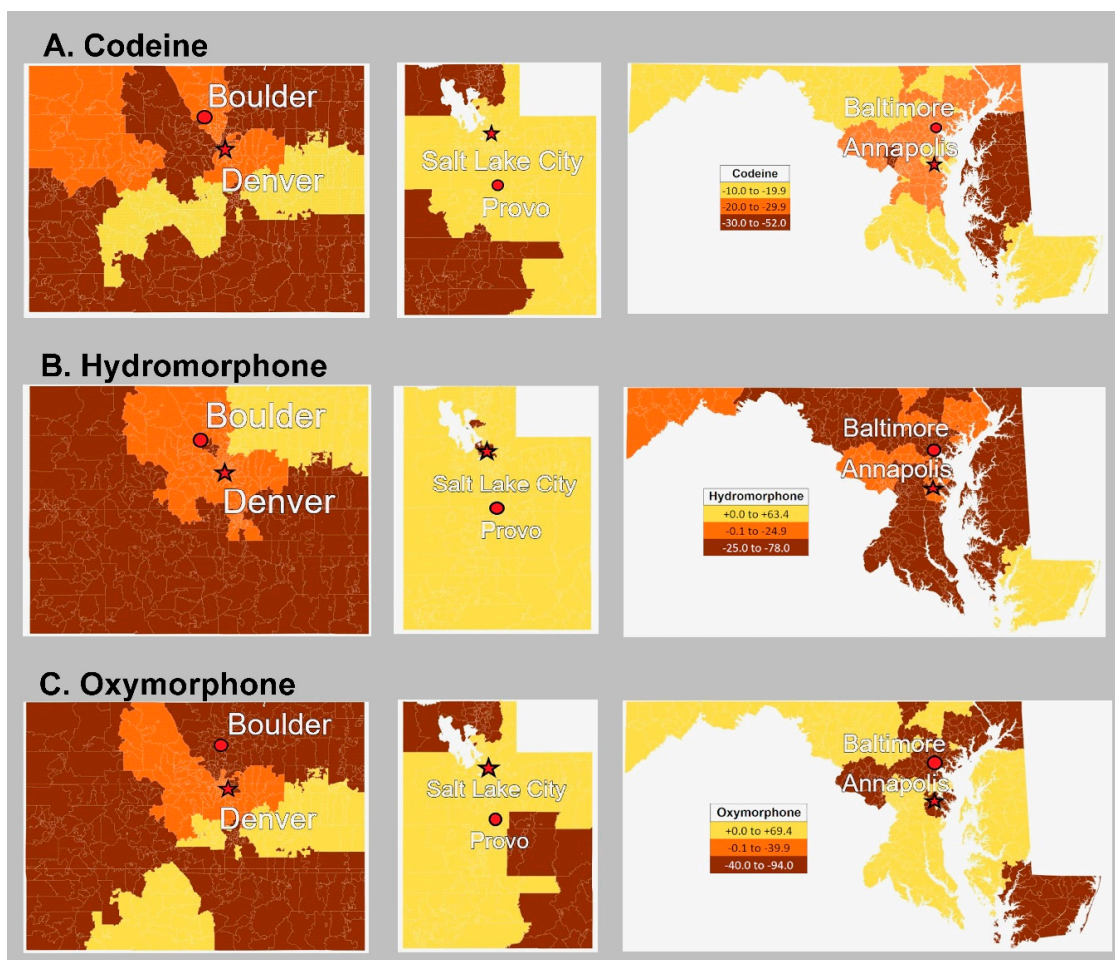 A. Codeine
Boulder
Denver
Salt Lake City
Provo
Baltimore
Annapolis
Codeine
-10.0 to -19.9
-20.0 to -29.9
-30.0 to -52.0
B. Hydromorphone
Boulder
Denver
Salt Lake City
Provo
Baltimore
Annapolis
Hydromorphone
+0.0 to +63.4
-0.1 to -24.9
-25.0 to -78.0
C. Oxymorphone
Boulder
Denver
Salt Lake City
Provo
Baltimore
Annapolis
Oxymorphone
+0.0 to +69.4
-0.1 to -39.9
-40.0 to -94.0